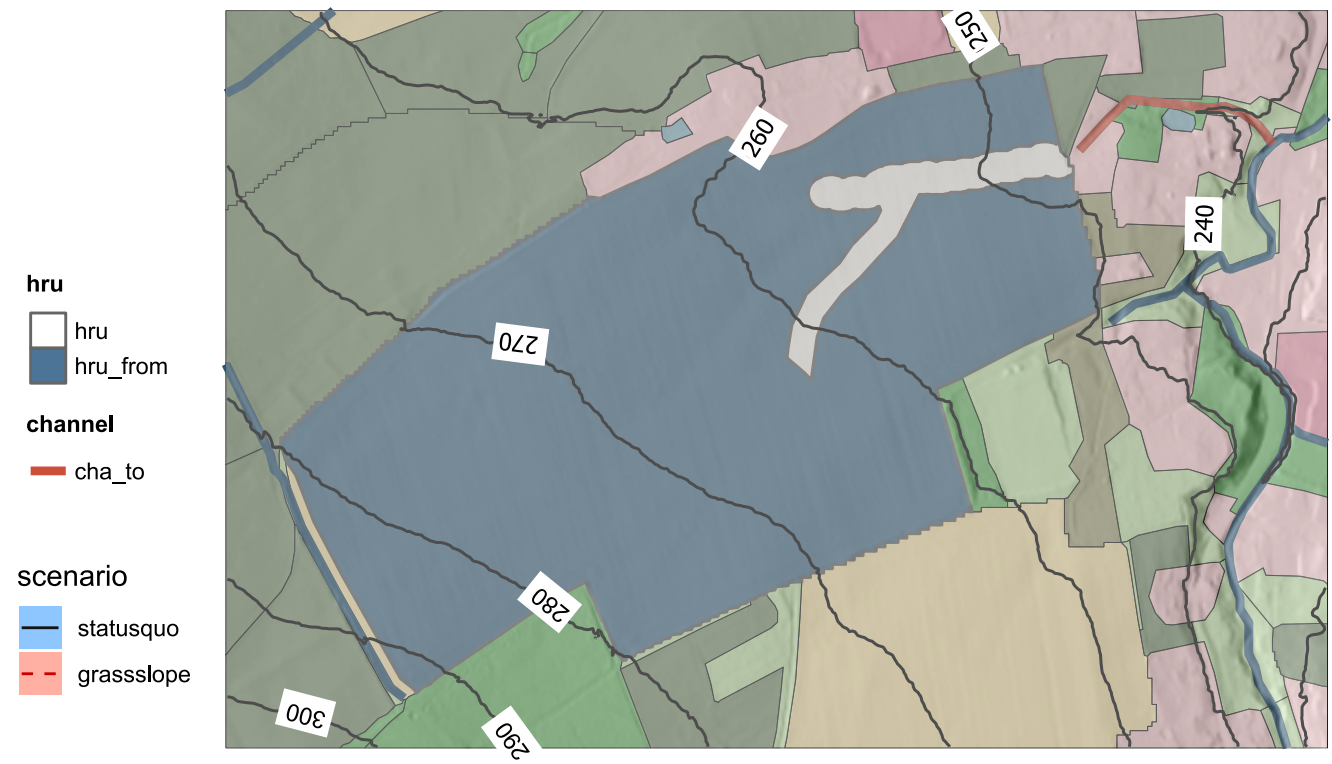 hru
hru
hru_from
channel
cha_to
scenario
statusquo
grassslope
250
260
240
270
280
300
290